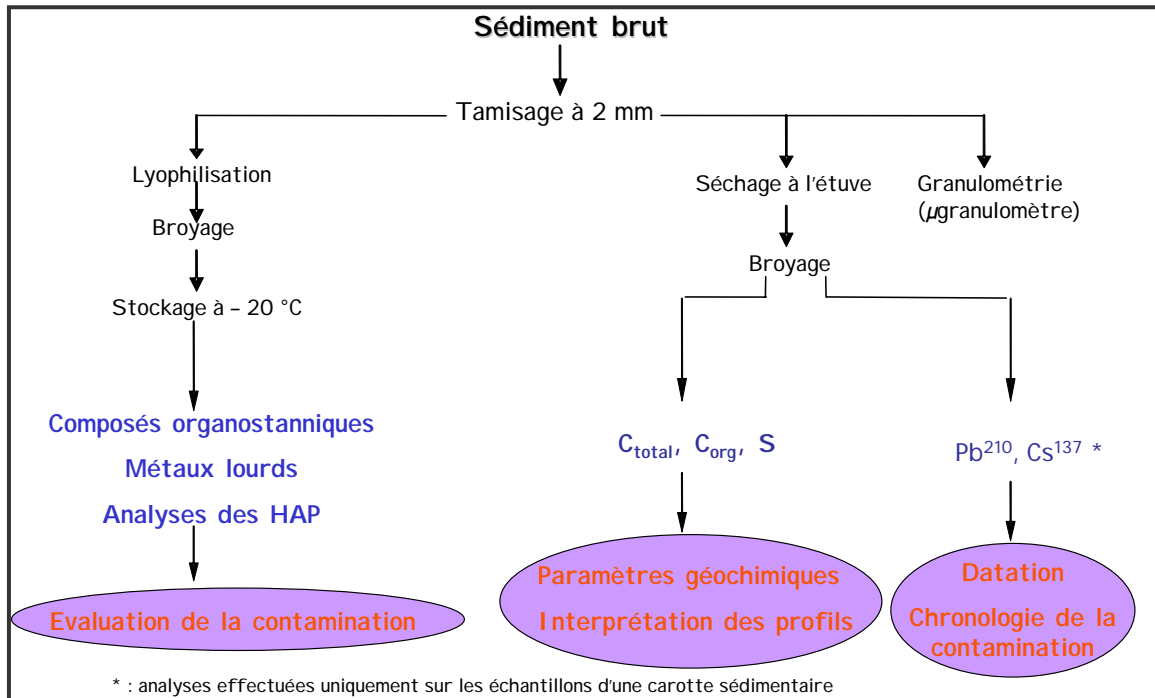 Sédiment brut
Tamisage à 2 mm
Lyophilisation
Broyage
Stockage à – 20 °C
Composés organostanniques
Métaux lourds
Analyses des HAP
Evaluation de la contamination
Séchage à l'étuve
Broyage
C_total, C_org, S
Paramètres géochimiques
Interprétation des profils
Granulométrie
(µgranulomètre)
Pb²¹⁰, Cs¹³⁷ *
Datation
Chronologie de la
contamination
* : analyses effectuées uniquement sur les échantillons d'une carotte sédimentaire